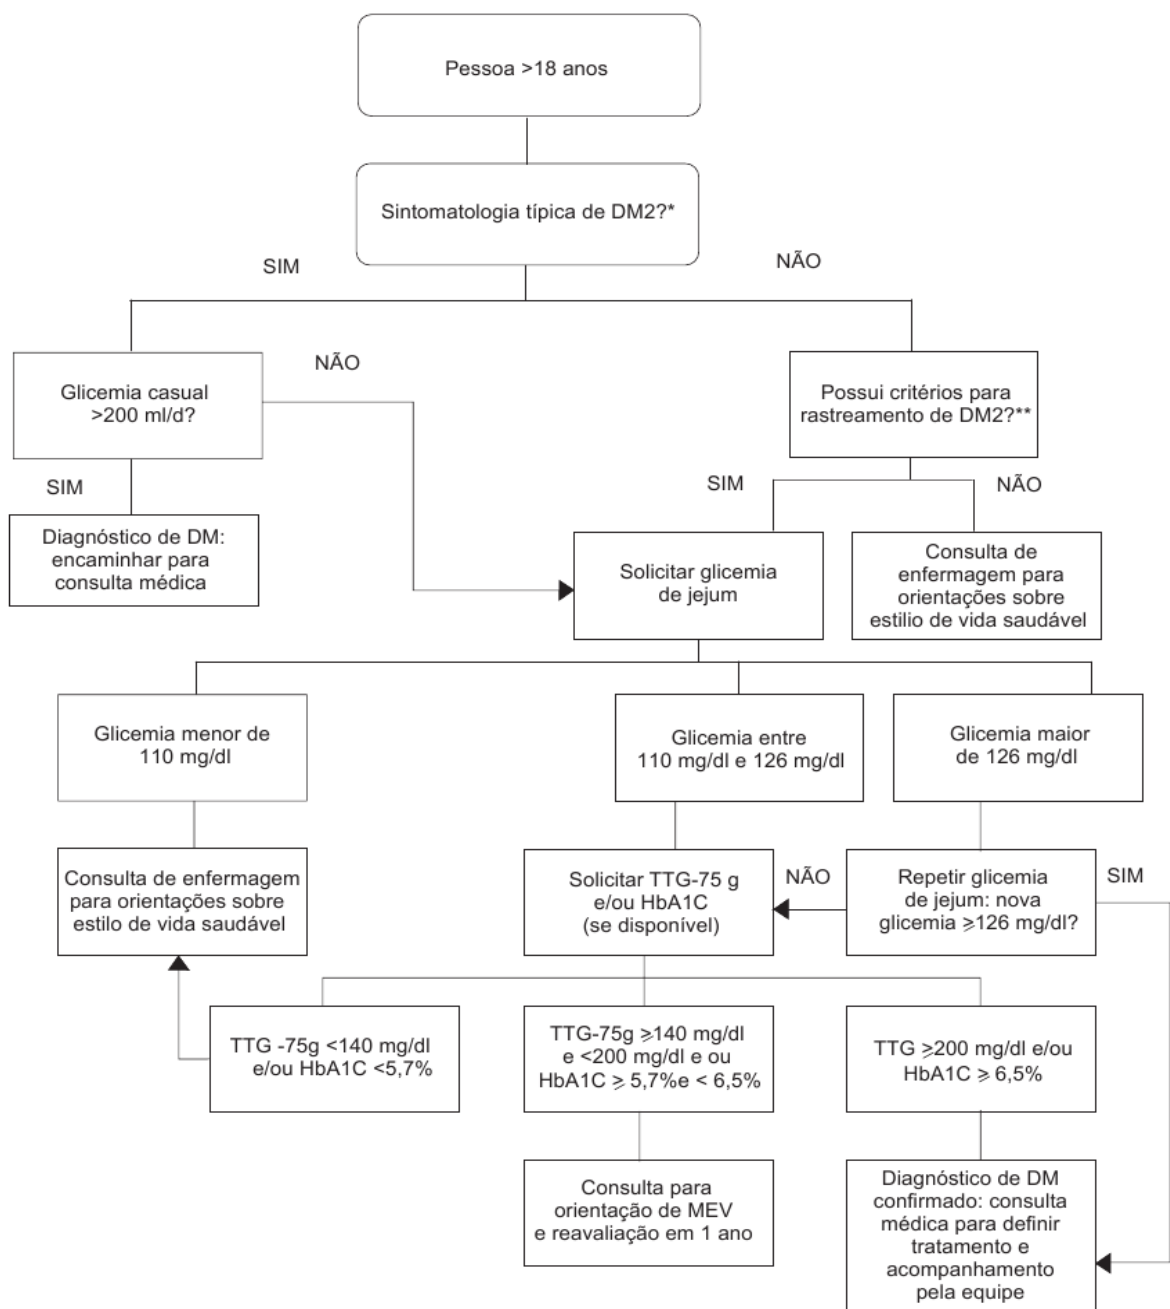 Pessoa >18 anos
Sintomatologia típica de DM2?*
SIM
NÃO
Glicemia casual
>200 ml/d?
NÃO
Possui critérios para
rastreamento de DM2?**
SIM
SIM
NÃO
Diagnóstico de DM:
encaminhar para
consulta médica
Solicitar glicemia
de jejum
Consulta de
enfermagem para
orientações sobre
estilio de vida saudável
Glicemia menor de
110 mg/dl
Glicemia entre
110 mg/dl e 126 mg/dl
Glicemia maior
de 126 mg/dl
Consulta de enfermagem
para orientações sobre
estilo de vida saudável
Solicitar TTG-75 g
e/ou HbA1C
(se disponível)
NÃO
Repetir glicemia
de jejum: nova
glicemia ⩾126 mg/dl?
SIM
TTG -75g <140 mg/dl
e/ou HbA1C <5,7%
TTG-75g ⩾140 mg/dl
e <200 mg/dl e ou
HbA1C ⩾ 5,7%e < 6,5%
TTG ⩾200 mg/dl e/ou
HbA1C ⩾ 6,5%
Consulta para
orientação de MEV
e reavaliação em 1 ano
Diagnóstico de DM
confirmado: consulta
médica para definir
tratamento e
acompanhamento
pela equipe